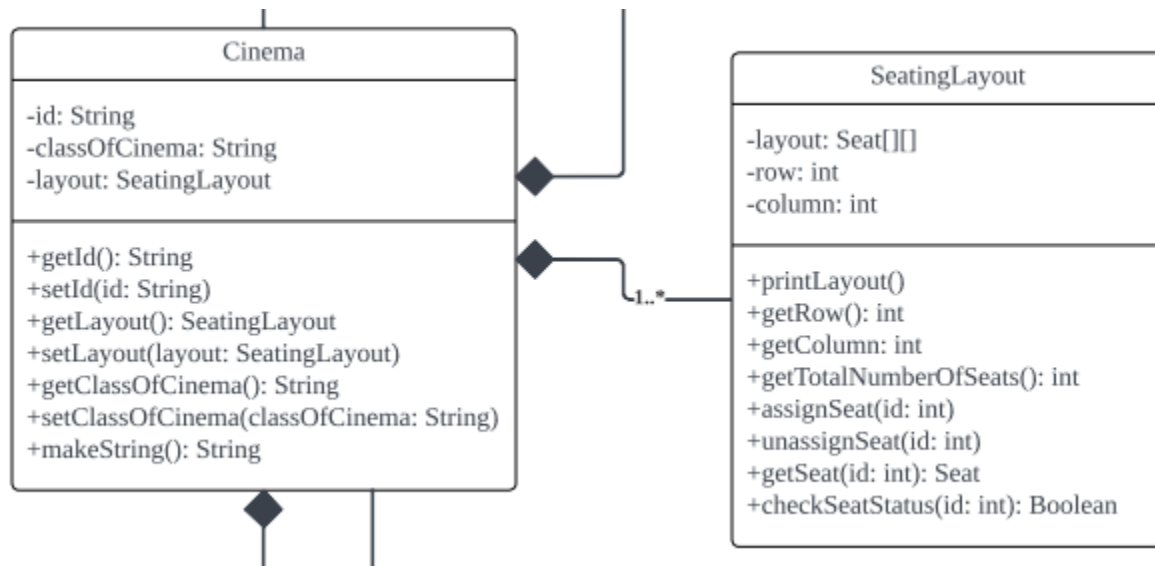 Cinema
-id: String
-classOfCinema: String
-layout: SeatingLayout
+getId(): String
+setId(id: String)
+getLayout(): SeatingLayout
+setLayout(layout: SeatingLayout)
+getClassOfCinema(): String
+setClassOfCinema(classOfCinema: String)
+makeString(): String
1..*
SeatingLayout
-layout: Seat[][]
-row: int
-column: int
+printLayout()
+getRow(): int
+getColumn: int
+getTotalNumberOfSeats(): int
+assignSeat(id: int)
+unassignSeat(id: int)
+getSeat(id: int): Seat
+checkSeatStatus(id: int): Boolean